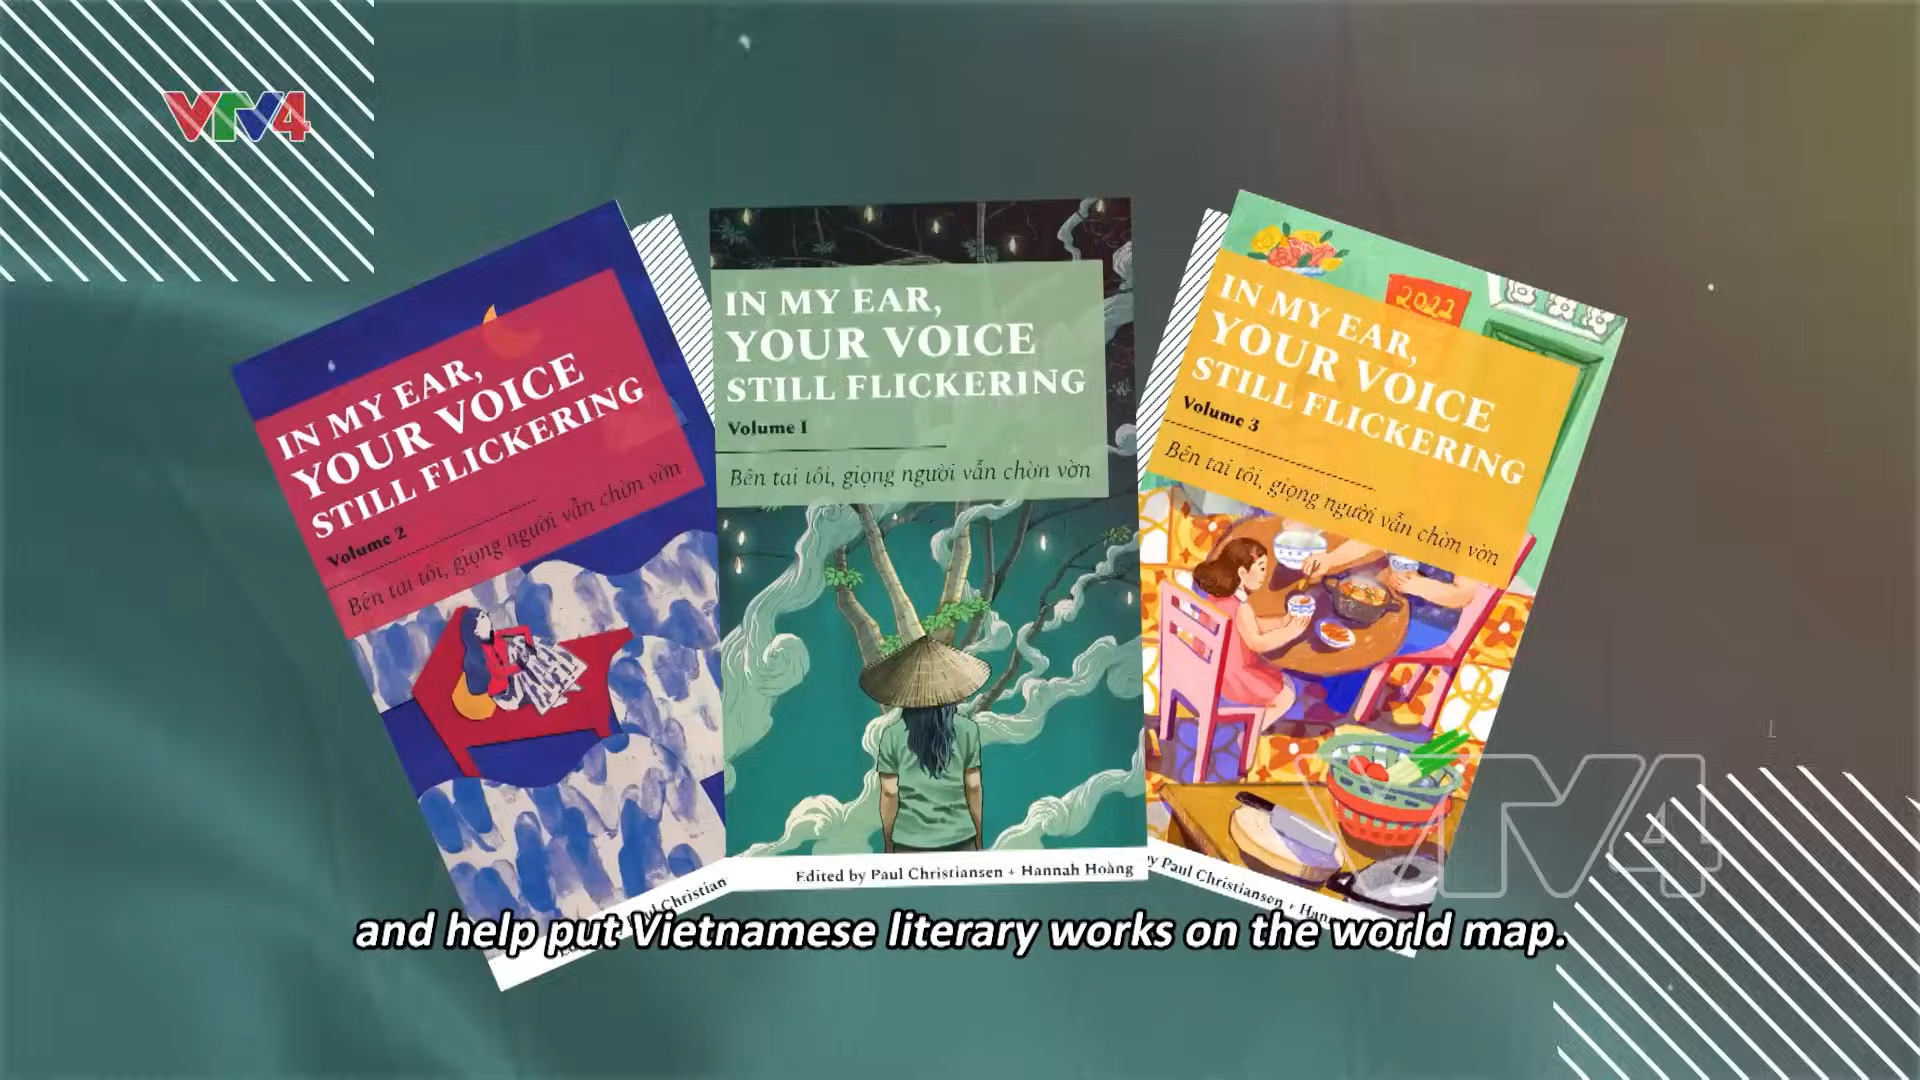 VTV4
IN MY EAR,
YOUR VOICE
STILL FLICKERING
Volume 2
Bên tai tôi, giọng người vẫn chờn vờn
IN MY EAR,
YOUR VOICE
STILL FLICKERING
Volume I
Bên tai tôi, giọng người vẫn chờn vờn
Edited by Paul Christiansen + Hannah Hoàng
2022
IN MY EAR,
YOUR VOICE
STILL FLICKERING
Volume 3
Bên tai tôi, giọng người vẫn chờn vờn
by Paul Christiansen +
VTV4
and help put Vietnamese literary works on the world map.